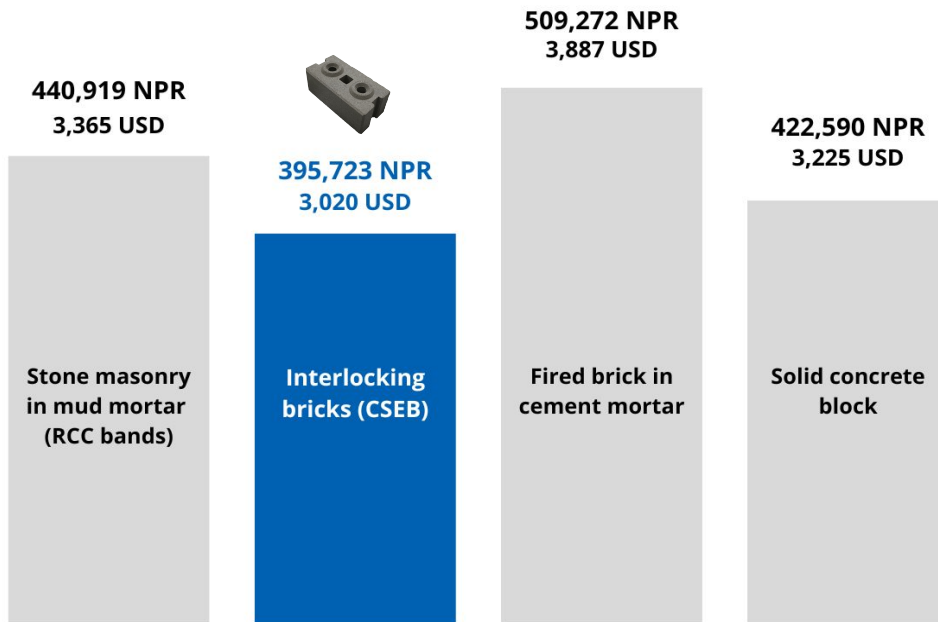 440,919 NPR
3,365 USD
Stone masonry
in mud mortar
(RCC bands)
395,723 NPR
3,020 USD
Interlocking
bricks (CSEB)
509,272 NPR
3,887 USD
Fired brick in
cement mortar
422,590 NPR
3,225 USD
Solid concrete
block